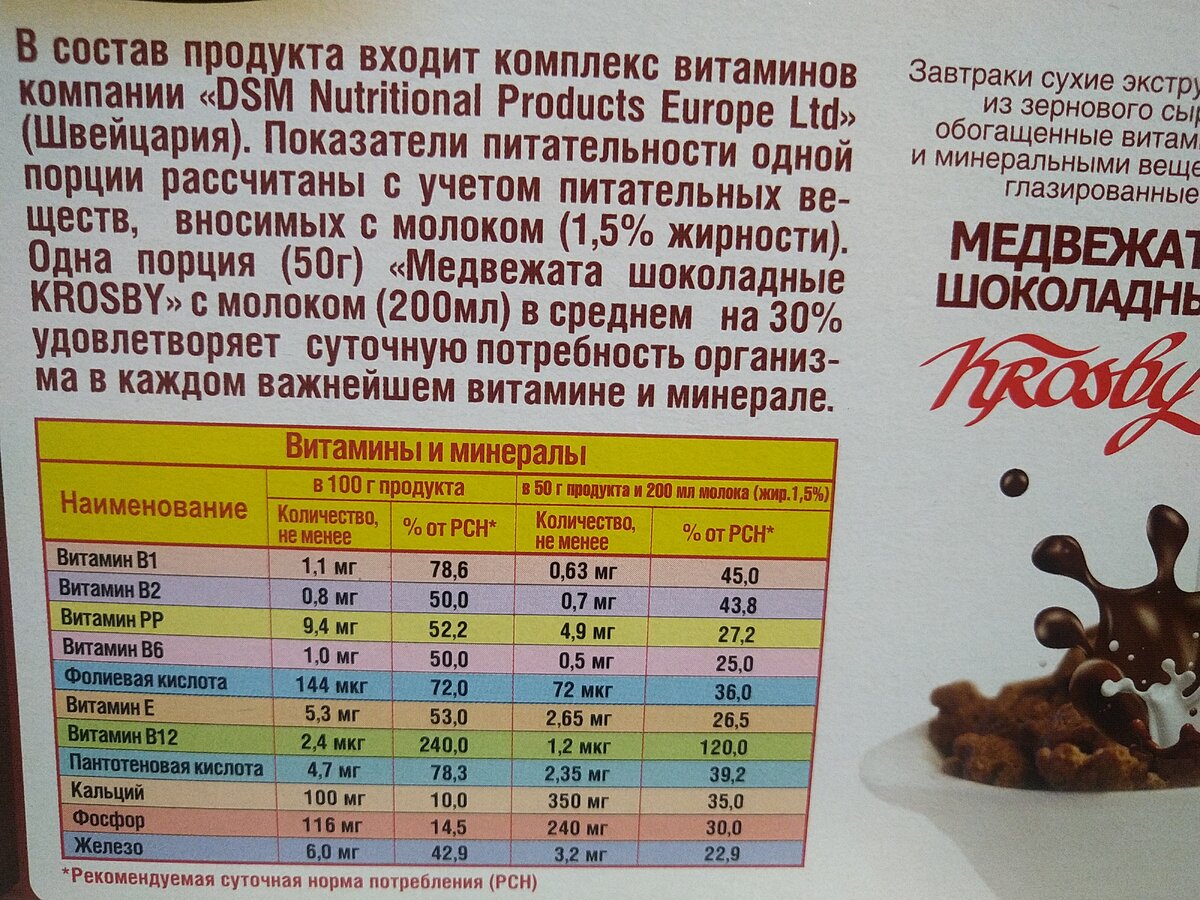 В состав продукта входит комплекс витаминов
компании «DSM Nutritional Products Europe Ltd»
(Швейцария). Показатели питательности одной
порции рассчитаны с учетом питательных ве-
ществ, вносимых с молоком (1,5% жирности).
Одна порция (50г) «Медвежата шоколадные
KROSBY» с молоком (200мл) в среднем на 30%
удовлетворяет суточную потребность организ-
ма в каждом важнейшем витамине и минерале.
Витамины и минералы
Наименование
в 100 г продукта
в 50 г продукта и 200 мл молока (жир.1,5%)
Количество, не менее
% от РСН*
Количество, не менее
% от РСН*
Витамин В1 1,1 мг 78,6 0,63 мг 45,0
Витамин В2 0,8 мг 50,0 0,7 мг 43,8
Витамин РР 9,4 мг 52,2 4,9 мг 27,2
Витамин В6 1,0 мг 50,0 0,5 мг 25,0
Фолиевая кислота 144 мкг 72,0 72 мкг 36,0
Витамин Е 5,3 мг 53,0 2,65 мг 26,5
Витамин В12 2,4 мкг 240,0 1,2 мкг 120,0
Пантотеновая кислота 4,7 мг 78,3 2,35 мг 39,2
Кальций 100 мг 10,0 350 мг 35,0
Фосфор 116 мг 14,5 240 мг 30,0
Железо 6,0 мг 42,9 3,2 мг 22,9
*Рекомендуемая суточная норма потребления (РСН)
Завтраки сухие экстру
из зернового сыр
обогащенные витам
и минеральными веще
глазированные
МЕДВЕЖАТ
ШОКОЛАДНЫ
Krosby